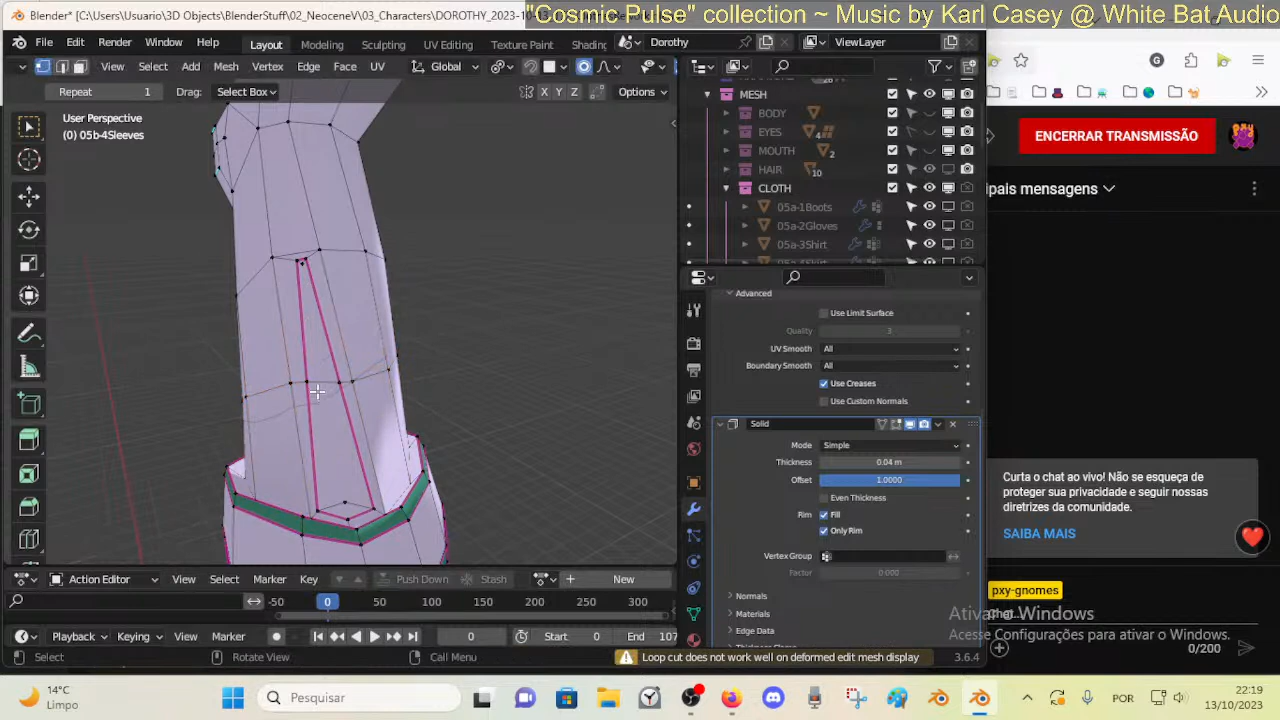 Blender* [C:\Users\Usuario\3D Objects\BlenderStuff\02_NeoceneV\03_Characters\DOROTHY_2023-10-13
"Cosmic Pulse" collection ~ Music by Karl Casey @ White Bat Audio
File Edit Render Window Help Layout Modeling Sculpting UV Editing Texture Paint Shading Dorothy ViewLayer
View Select Add Mesh Vertex Edge Face UV Global
Repeat 1 Drag: Select Box X Y Z Options
User Perspective
(0) 05b-4Sleeves
MESH
BODY
EYES 4
MOUTH 2
HAIR 10
CLOTH
05a-1Boots
05a-2Gloves
05a-3Shirt
Advanced
Use Limit Surface
Quality 3
UV Smooth All
Boundary Smooth All
Use Creases
Use Custom Normals
Solid
Mode Simple
Thickness 0.04 m
Offset 1.0000
Even Thickness
Rim Fill
Only Rim
Vertex Group
Factor 0.000
Normals
Materials
Edge Data
Action Editor View Select Marker Key Push Down Stash New
-50 0 50 100 150 200 250 300
Playback Keying View Marker 0 Start 0 End 107
Select Rotate View Call Menu Loop cut does not work well on deformed edit mesh display 3.6.4
G
ENCERRAR TRANSMISSÃO
ipais mensagens
Curta o chat ao vivo! Não se esqueça de
proteger sua privacidade e seguir nossas
diretrizes da comunidade.
SAIBA MAIS
pxy-gnomes
Chat...
0/200
Ativar o Windows
Acesse Configurações para ativar o Windows.
14°C
Limpo
Pesquisar
POR
22:19
13/10/2023